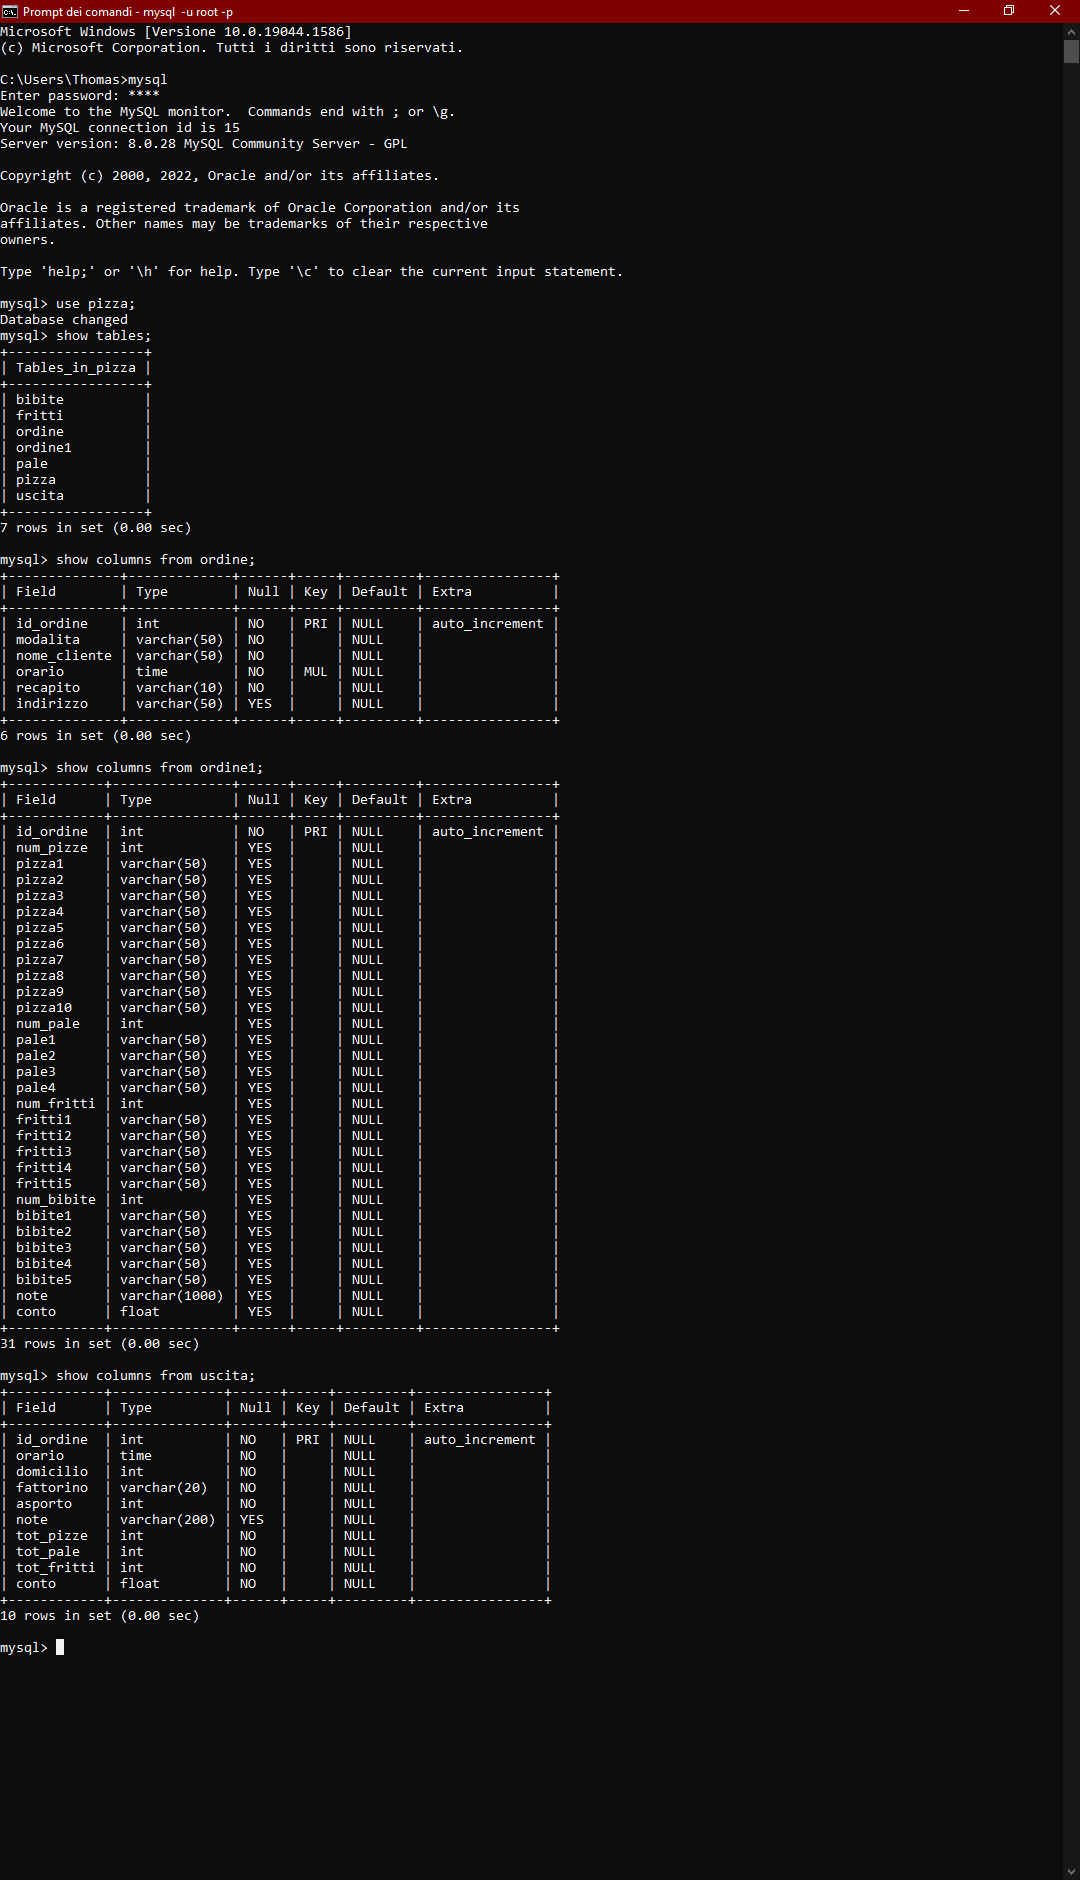 Prompt dei comandi - mysql  -u root -p
Microsoft Windows [Versione 10.0.19044.1586]
(c) Microsoft Corporation. Tutti i diritti sono riservati.
C:\Users\Thomas>mysql
Enter password: ****
Welcome to the MySQL monitor.  Commands end with ; or \g.
Your MySQL connection id is 15
Server version: 8.0.28 MySQL Community Server - GPL
Copyright (c) 2000, 2022, Oracle and/or its affiliates.
Oracle is a registered trademark of Oracle Corporation and/or its
affiliates. Other names may be trademarks of their respective
owners.
Type 'help;' or '\h' for help. Type '\c' to clear the current input statement.
mysql> use pizza;
Database changed
mysql> show tables;
+-----------------+
| Tables_in_pizza |
+-----------------+
| bibite          |
| fritti          |
| ordine          |
| ordine1         |
| pale            |
| pizza           |
| uscita          |
+-----------------+
7 rows in set (0.00 sec)
mysql> show columns from ordine;
+--------------+-------------+------+-----+---------+----------------+
| Field        | Type        | Null | Key | Default | Extra          |
+--------------+-------------+------+-----+---------+----------------+
| id_ordine    | int         | NO   | PRI | NULL    | auto_increment |
| modalita     | varchar(50) | NO   |     | NULL    |                |
| nome_cliente | varchar(50) | NO   |     | NULL    |                |
| orario       | time        | NO   | MUL | NULL    |                |
| recapito     | varchar(10) | NO   |     | NULL    |                |
| indirizzo    | varchar(50) | YES  |     | NULL    |                |
+--------------+-------------+------+-----+---------+----------------+
6 rows in set (0.00 sec)
mysql> show columns from ordine1;
+------------+---------------+------+-----+---------+----------------+
| Field      | Type          | Null | Key | Default | Extra          |
+------------+---------------+------+-----+---------+----------------+
| id_ordine  | int           | NO   | PRI | NULL    | auto_increment |
| num_pizze  | int           | YES  |     | NULL    |                |
| pizza1     | varchar(50)   | YES  |     | NULL    |                |
| pizza2     | varchar(50)   | YES  |     | NULL    |                |
| pizza3     | varchar(50)   | YES  |     | NULL    |                |
| pizza4     | varchar(50)   | YES  |     | NULL    |                |
| pizza5     | varchar(50)   | YES  |     | NULL    |                |
| pizza6     | varchar(50)   | YES  |     | NULL    |                |
| pizza7     | varchar(50)   | YES  |     | NULL    |                |
| pizza8     | varchar(50)   | YES  |     | NULL    |                |
| pizza9     | varchar(50)   | YES  |     | NULL    |                |
| pizza10    | varchar(50)   | YES  |     | NULL    |                |
| num_pale   | int           | YES  |     | NULL    |                |
| pale1      | varchar(50)   | YES  |     | NULL    |                |
| pale2      | varchar(50)   | YES  |     | NULL    |                |
| pale3      | varchar(50)   | YES  |     | NULL    |                |
| pale4      | varchar(50)   | YES  |     | NULL    |                |
| num_fritti | int           | YES  |     | NULL    |                |
| fritti1    | varchar(50)   | YES  |     | NULL    |                |
| fritti2    | varchar(50)   | YES  |     | NULL    |                |
| fritti3    | varchar(50)   | YES  |     | NULL    |                |
| fritti4    | varchar(50)   | YES  |     | NULL    |                |
| fritti5    | varchar(50)   | YES  |     | NULL    |                |
| num_bibite | int           | YES  |     | NULL    |                |
| bibite1    | varchar(50)   | YES  |     | NULL    |                |
| bibite2    | varchar(50)   | YES  |     | NULL    |                |
| bibite3    | varchar(50)   | YES  |     | NULL    |                |
| bibite4    | varchar(50)   | YES  |     | NULL    |                |
| bibite5    | varchar(50)   | YES  |     | NULL    |                |
| note       | varchar(1000) | YES  |     | NULL    |                |
| conto      | float         | YES  |     | NULL    |                |
+------------+---------------+------+-----+---------+----------------+
31 rows in set (0.00 sec)
mysql> show columns from uscita;
+------------+--------------+------+-----+---------+----------------+
| Field      | Type         | Null | Key | Default | Extra          |
+------------+--------------+------+-----+---------+----------------+
| id_ordine  | int          | NO   | PRI | NULL    | auto_increment |
| orario     | time         | NO   |     | NULL    |                |
| domicilio  | int          | NO   |     | NULL    |                |
| fattorino  | varchar(20)  | NO   |     | NULL    |                |
| asporto    | int          | NO   |     | NULL    |                |
| note       | varchar(200) | YES  |     | NULL    |                |
| tot_pizze  | int          | NO   |     | NULL    |                |
| tot_pale   | int          | NO   |     | NULL    |                |
| tot_fritti | int          | NO   |     | NULL    |                |
| conto      | float        | NO   |     | NULL    |                |
+------------+--------------+------+-----+---------+----------------+
10 rows in set (0.00 sec)
mysql>